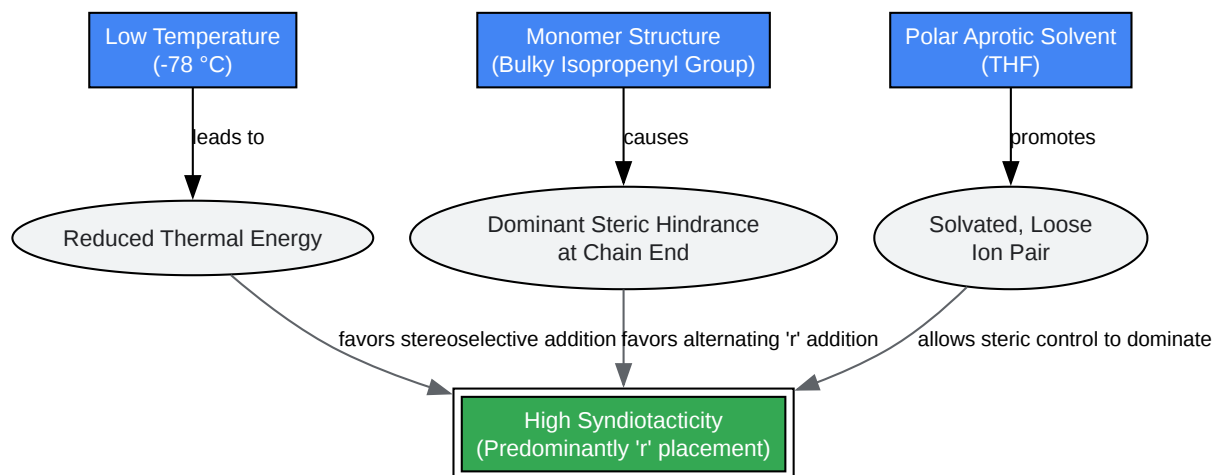 Low Temperature
(-78 °C)
Monomer Structure
(Bulky Isopropenyl Group)
Polar Aprotic Solvent
(THF)
leads to
causes
promotes
Reduced Thermal Energy
Dominant Steric Hindrance
at Chain End
Solvated, Loose
Ion Pair
favors stereoselective addition
favors alternating 'r' addition
allows steric control to dominate
High Syndiotacticity
(Predominantly 'r' placement)